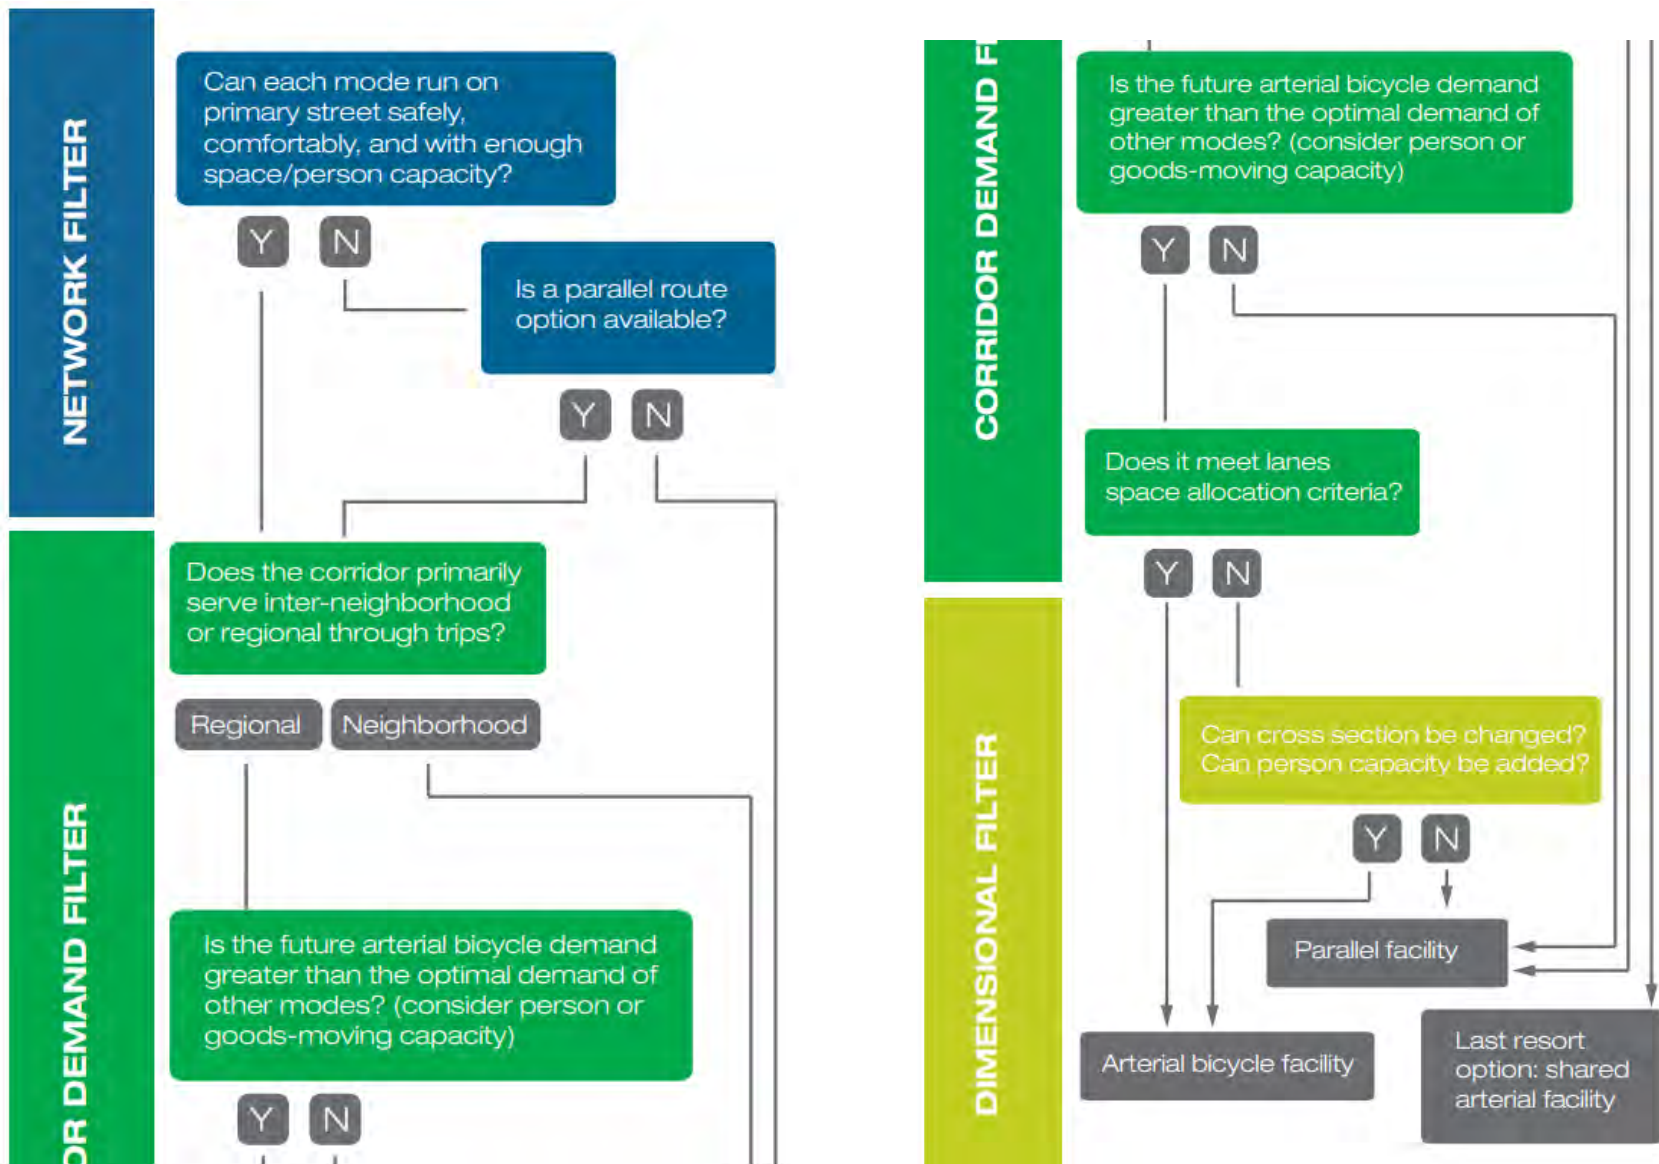 NETWORK FILTER
Can each mode run on
primary street safely,
comfortably, and with enough
space/person capacity?
Y N
Is a parallel route
option available?
Y N
OR DEMAND FILTER
Does the corridor primarily
serve inter-neighborhood
or regional through trips?
Regional Neighborhood
Is the future arterial bicycle demand
greater than the optimal demand of
other modes? (consider person or
goods-moving capacity)
Y N
CORRIDOR DEMAND FI
Is the future arterial bicycle demand
greater than the optimal demand of
other modes? (consider person or
goods-moving capacity)
Y N
Does it meet lanes
space allocation criteria?
Y N
DIMENSIONAL FILTER
Can cross section be changed?
Can person capacity be added?
Y N
Parallel facility
Arterial bicycle facility
Last resort
option: shared
arterial facility